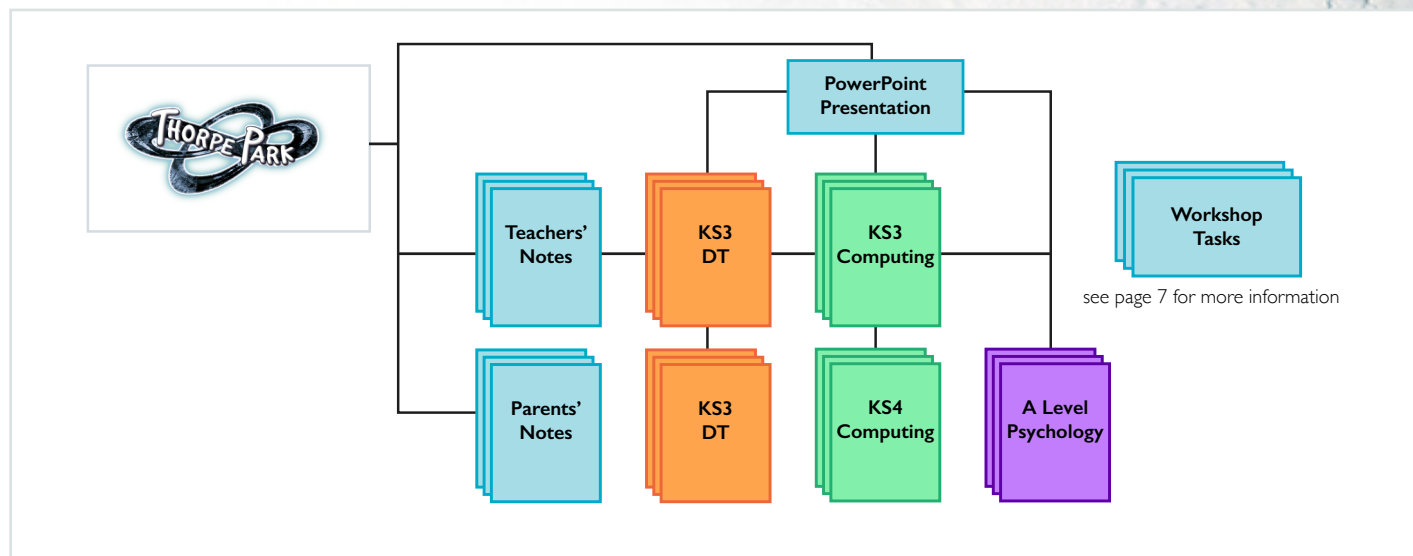 THORPE PARK
PowerPoint
Presentation
Teachers’
Notes
KS3
DT
KS3
Computing
Workshop
Tasks
see page 7 for more information
Parents’
Notes
KS3
DT
KS4
Computing
A Level
Psychology